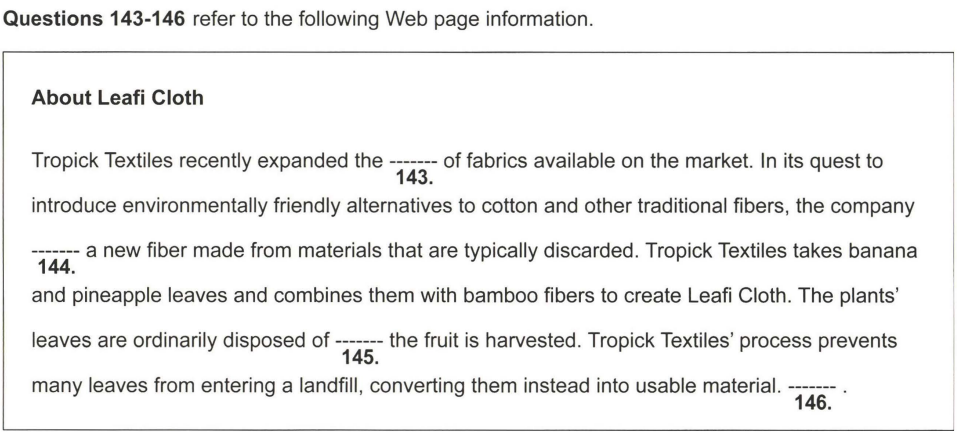 Questions 143-146 refer to the following Web page information.
About Leafi Cloth
Tropick Textiles recently expanded the ------- of fabrics available on the market. In its quest to
143.
introduce environmentally friendly alternatives to cotton and other traditional fibers, the company
------- a new fiber made from materials that are typically discarded. Tropick Textiles takes banana
144.
and pineapple leaves and combines them with bamboo fibers to create Leafi Cloth. The plants’
leaves are ordinarily disposed of ------- the fruit is harvested. Tropick Textiles’ process prevents
145.
many leaves from entering a landfill, converting them instead into usable material. ------- .
146.